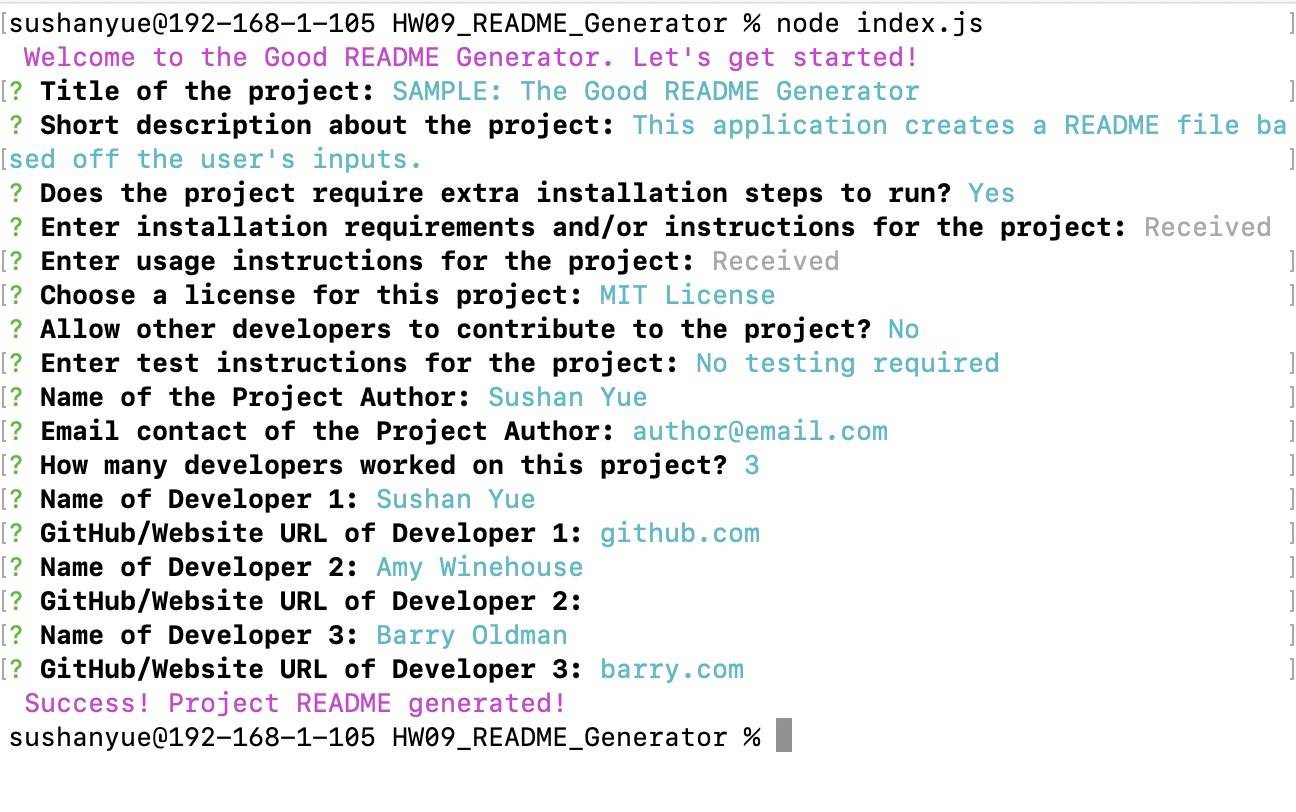 [sushanyue@192-168-1-105 HW09_README_Generator % node index.js ]
Welcome to the Good README Generator. Let's get started!
[? Title of the project: SAMPLE: The Good README Generator ]
? Short description about the project: This application creates a README file ba
[sed off the user's inputs. ]
? Does the project require extra installation steps to run? Yes
? Enter installation requirements and/or instructions for the project: Received
[? Enter usage instructions for the project: Received ]
[? Choose a license for this project: MIT License ]
? Allow other developers to contribute to the project? No
[? Enter test instructions for the project: No testing required ]
[? Name of the Project Author: Sushan Yue ]
[? Email contact of the Project Author: author@email.com ]
[? How many developers worked on this project? 3 ]
[? Name of Developer 1: Sushan Yue ]
[? GitHub/Website URL of Developer 1: github.com ]
[? Name of Developer 2: Amy Winehouse ]
[? GitHub/Website URL of Developer 2: ]
[? Name of Developer 3: Barry Oldman ]
[? GitHub/Website URL of Developer 3: barry.com ]
Success! Project README generated!
sushanyue@192-168-1-105 HW09_README_Generator %